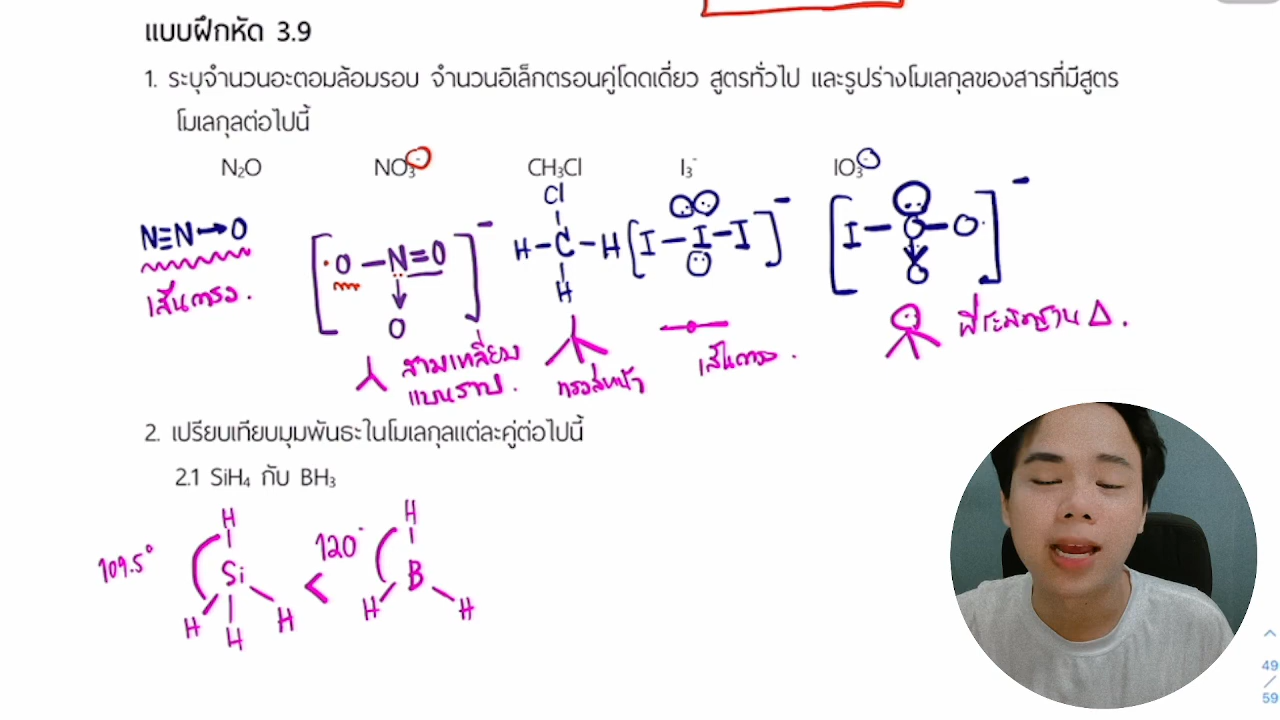 แบบฝึกหัด 3.9
1. ระบุจำนวนอะตอมล้อมรอบ จำนวนอิเล็กตรอนคู่โดดเดี่ยว สูตรทั่วไป และรูปร่างโมเลกุลของสารที่มีสูตร
โมเลกุลต่อไปนี้
N₂O NO₃⁻ CH₃Cl I₃⁻ IO₃⁻
N≡N→O
เส้นตรง.
[O–N=O]⁻
O
สามเหลี่ยม
แบนราบ.
Cl
H–C–H
H
ทรงสี่หน้า
[I–I–I]⁻
เส้นตรง.
[I–O–O]⁻
O
พีระมิดฐาน Δ.
2. เปรียบเทียบมุมพันธะในโมเลกุลแต่ละคู่ต่อไปนี้
2.1 SiH₄ กับ BH₃
109.5°
H
Si
H H H
<
120°
H
B
H H
49
/
59